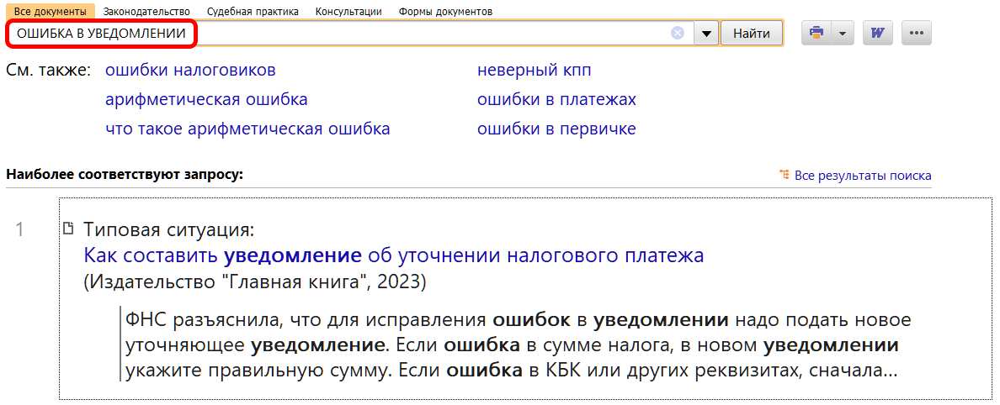 Все документы Законодательство Судебная практика Консультации Формы документов
ОШИБКА В УВЕДОМЛЕНИИ Найти W
См. также: ошибки налоговиков неверный кпп
арифметическая ошибка ошибки в платежах
что такое арифметическая ошибка ошибки в первичке
Наиболее соответствуют запросу: Все результаты поиска
1 Типовая ситуация:
Как составить уведомление об уточнении налогового платежа
(Издательство "Главная книга", 2023)
ФНС разъяснила, что для исправления ошибок в уведомлении надо подать новое
уточняющее уведомление. Если ошибка в сумме налога, в новом уведомлении
укажите правильную сумму. Если ошибка в КБК или других реквизитах, сначала...